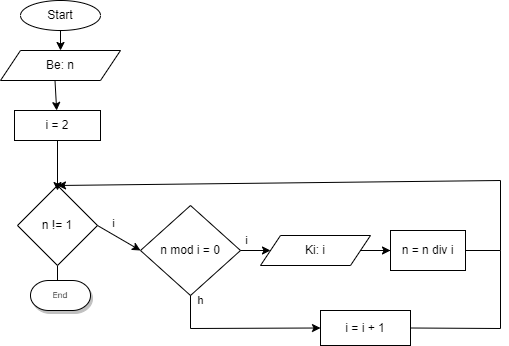 Start
Be: n
i = 2
n != 1
i
n mod i = 0
i
Ki: i
n = n div i
h
i = i + 1
End